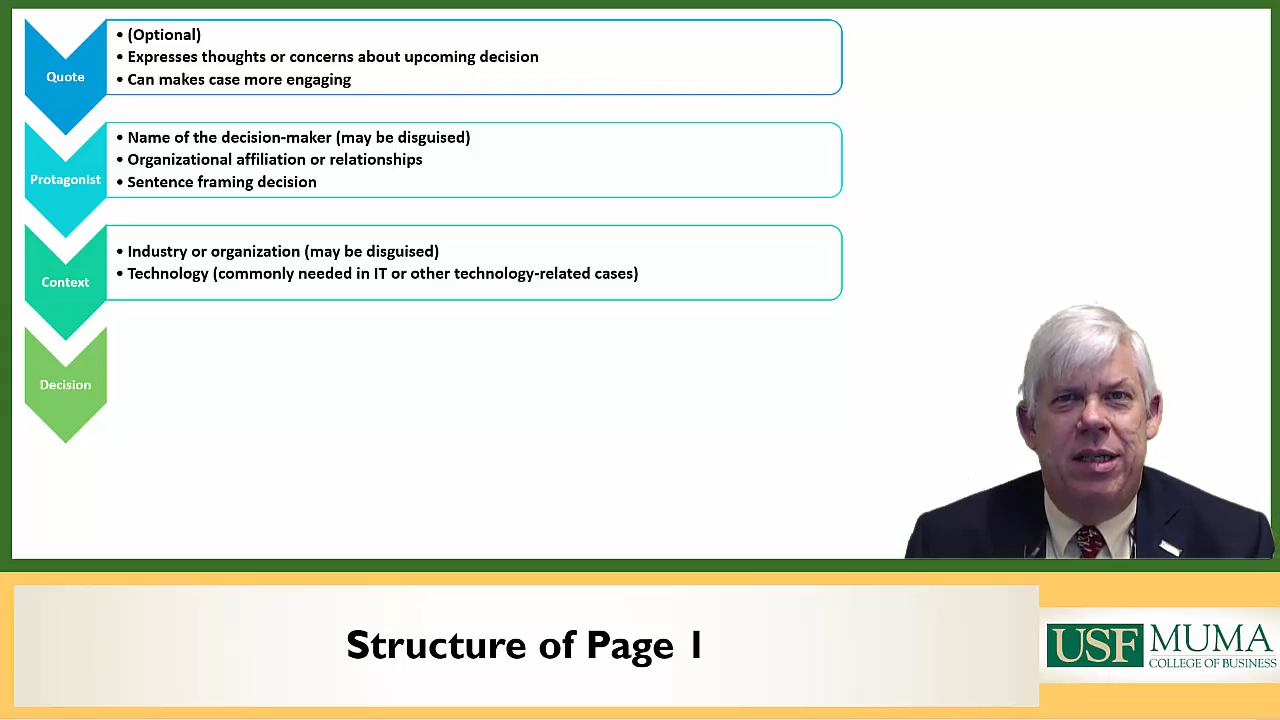 Quote
• (Optional)
• Expresses thoughts or concerns about upcoming decision
• Can makes case more engaging
Protagonist
• Name of the decision-maker (may be disguised)
• Organizational affiliation or relationships
• Sentence framing decision
Context
• Industry or organization (may be disguised)
• Technology (commonly needed in IT or other technology-related cases)
Decision
Structure of Page 1
USF MUMA
COLLEGE OF BUSINESS